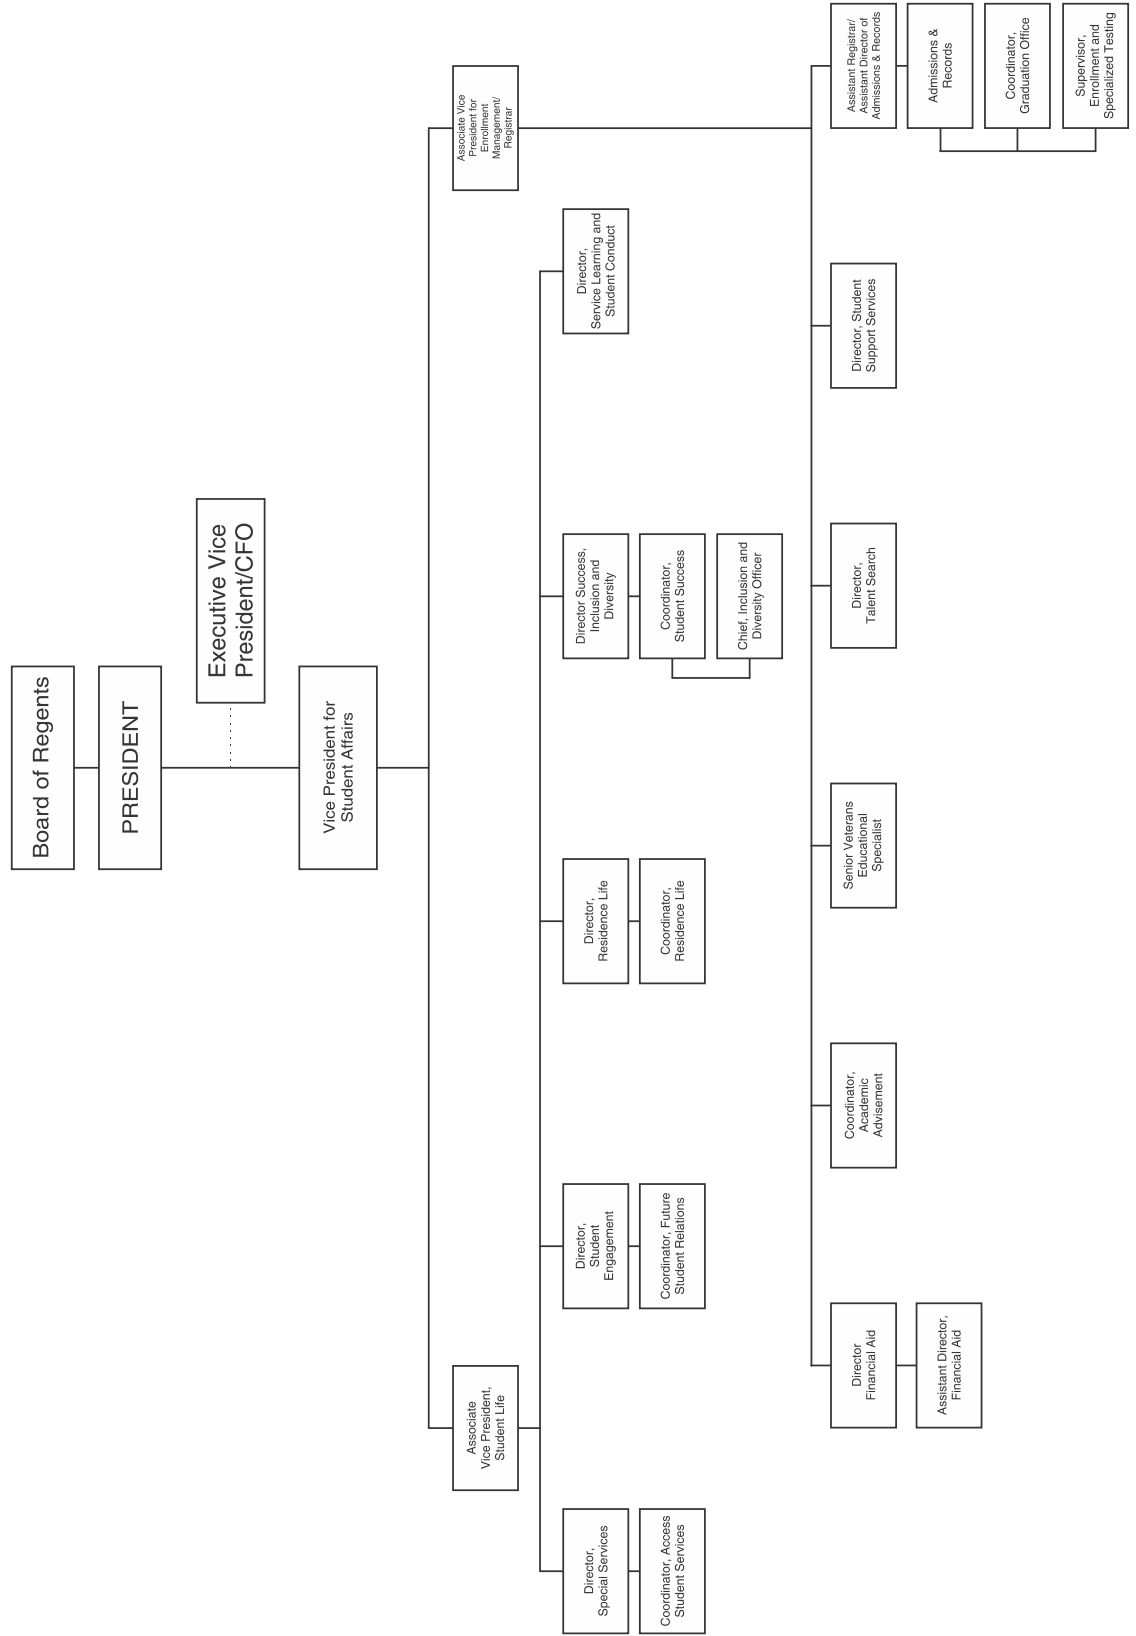 Board of Regents
PRESIDENT
Executive Vice
President/CFO
Vice President for
Student Affairs
Associate
Vice President,
Student Life
Associate Vice
President for
Enrollment
Management/
Registrar
Director,
Special Services
Coordinator, Access
Student Services
Director,
Student
Engagement
Coordinator, Future
Student Relations
Director,
Residence Life
Coordinator,
Residence Life
Director Success,
Inclusion and
Diversity
Coordinator,
Student Success
Chief, Inclusion and
Diversity Officer
Director,
Service Learning and
Student Conduct
Director
Financial Aid
Assistant Director,
Financial Aid
Coordinator,
Academic
Advisement
Senior Veterans
Educational
Specialist
Director,
Talent Search
Director, Student
Support Services
Assistant Registrar/
Assistant Director of
Admissions & Records
Admissions &
Records
Coordinator,
Graduation Office
Supervisor,
Enrollment and
Specialized Testing